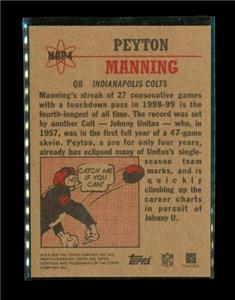 NAP4
PEYTON
MANNING
QB INDIANAPOLIS COLTS
Manning's streak of 27 consecutive games
with a touchdown pass in 1998-99 is the
fourth-longest of all time. The record was set
by another Colt — Johnny Unitas — who, in
1957, was in the first full year of a 47-game
skein. Peyton, a pro for only four years,
already has eclipsed many of Unitas's single-
season team
marks, and is
quickly
climbing up the
career charts
in pursuit of
Johnny U.
CATCH ME
IF YOU
CAN!
Topps
NFL
PLAYERS